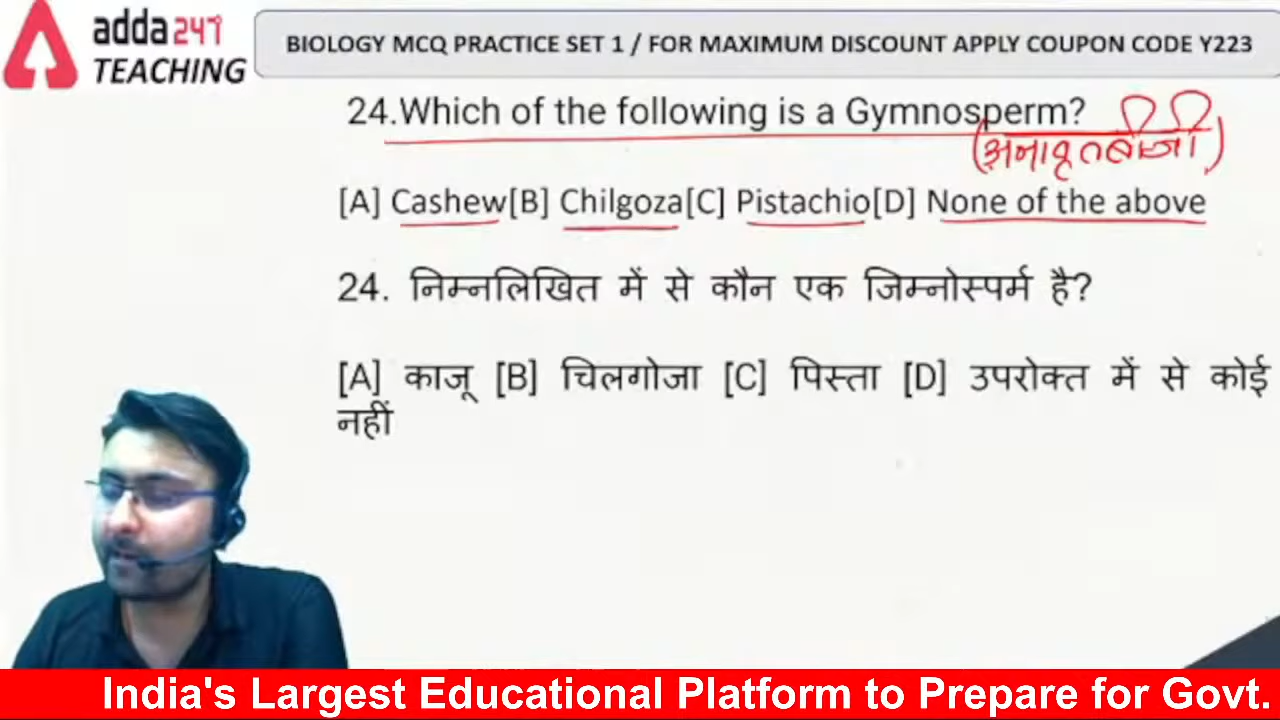 adda247
TEACHING
BIOLOGY MCQ PRACTICE SET 1 / FOR MAXIMUM DISCOUNT APPLY COUPON CODE Y223
24.Which of the following is a Gymnosperm?
(अनावृतबीजी)
[A] Cashew[B] Chilgoza[C] Pistachio[D] None of the above
24. निम्नलिखित में से कौन एक जिम्नोस्पर्म है?
[A] काजू [B] चिलगोजा [C] पिस्ता [D] उपरोक्त में से कोई
नहीं
India's Largest Educational Platform to Prepare for Govt.